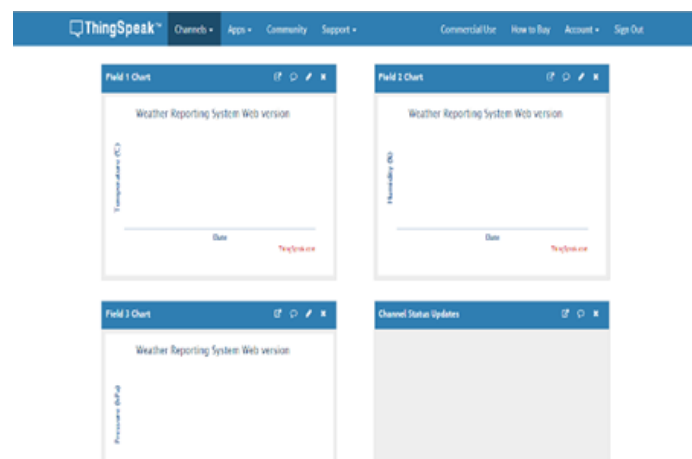 ThingSpeak™ Channels Apps Community Support Commercial Use How to Buy Account Sign Out
Field 1 Chart
Weather Reporting System Web version
Temperature (°C)
Date
ThingSpeak.com
Field 2 Chart
Weather Reporting System Web version
Humidity (%)
Date
ThingSpeak.com
Field 3 Chart
Weather Reporting System Web version
Pressure (hPa)
Channel Status Updates